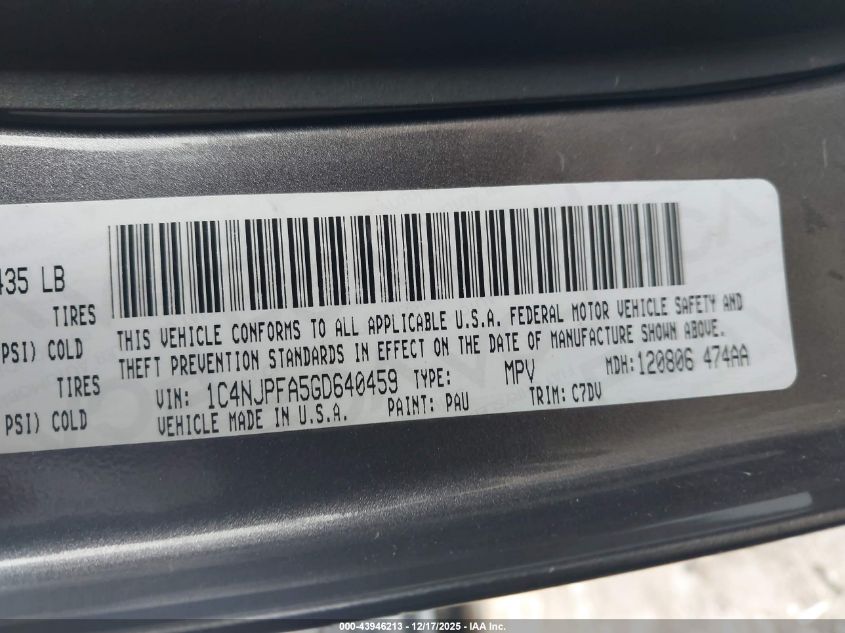 435 LB
TIRES
PSI) COLD
TIRES
PSI) COLD
THIS VEHICLE CONFORMS TO ALL APPLICABLE U.S.A. FEDERAL MOTOR VEHICLE SAFETY AND
THEFT PREVENTION STANDARDS IN EFFECT ON THE DATE OF MANUFACTURE SHOWN ABOVE.
VIN: 1C4NJPFA5GD640459 TYPE: MPV MDH:120806 474AA
VEHICLE MADE IN U.S.A. PAINT: PAU TRIM: C7DV
000-43946213 - 12/17/2025 - IAA Inc.